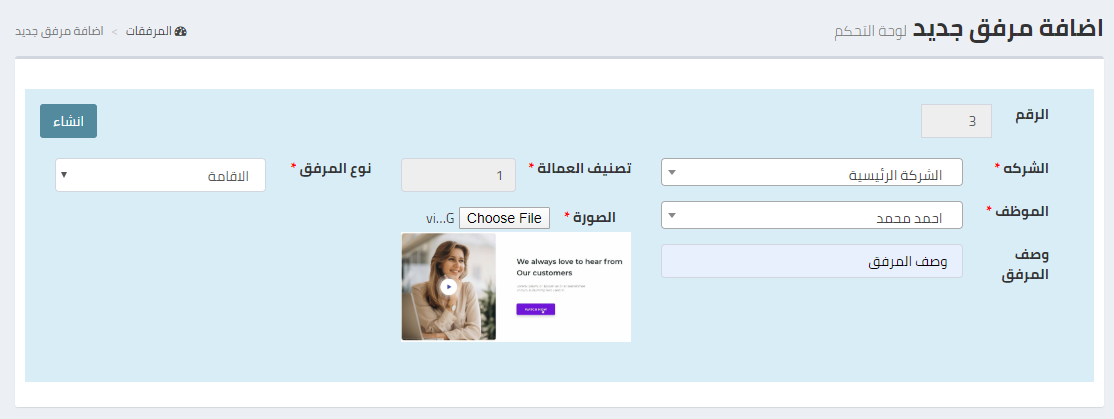 اضافة مرفق جديد لوحة التحكم
المرفقات > اضافة مرفق جديد
الرقم
3
انشاء
الشركه *
الشركة الرئيسية
تصنيف العمالة *
1
نوع المرفق *
الاقامة
الموظف *
احمد محمد
الصورة *
Choose File vi...G
وصف المرفق
وصف المرفق
We always love to hear from
Our customers